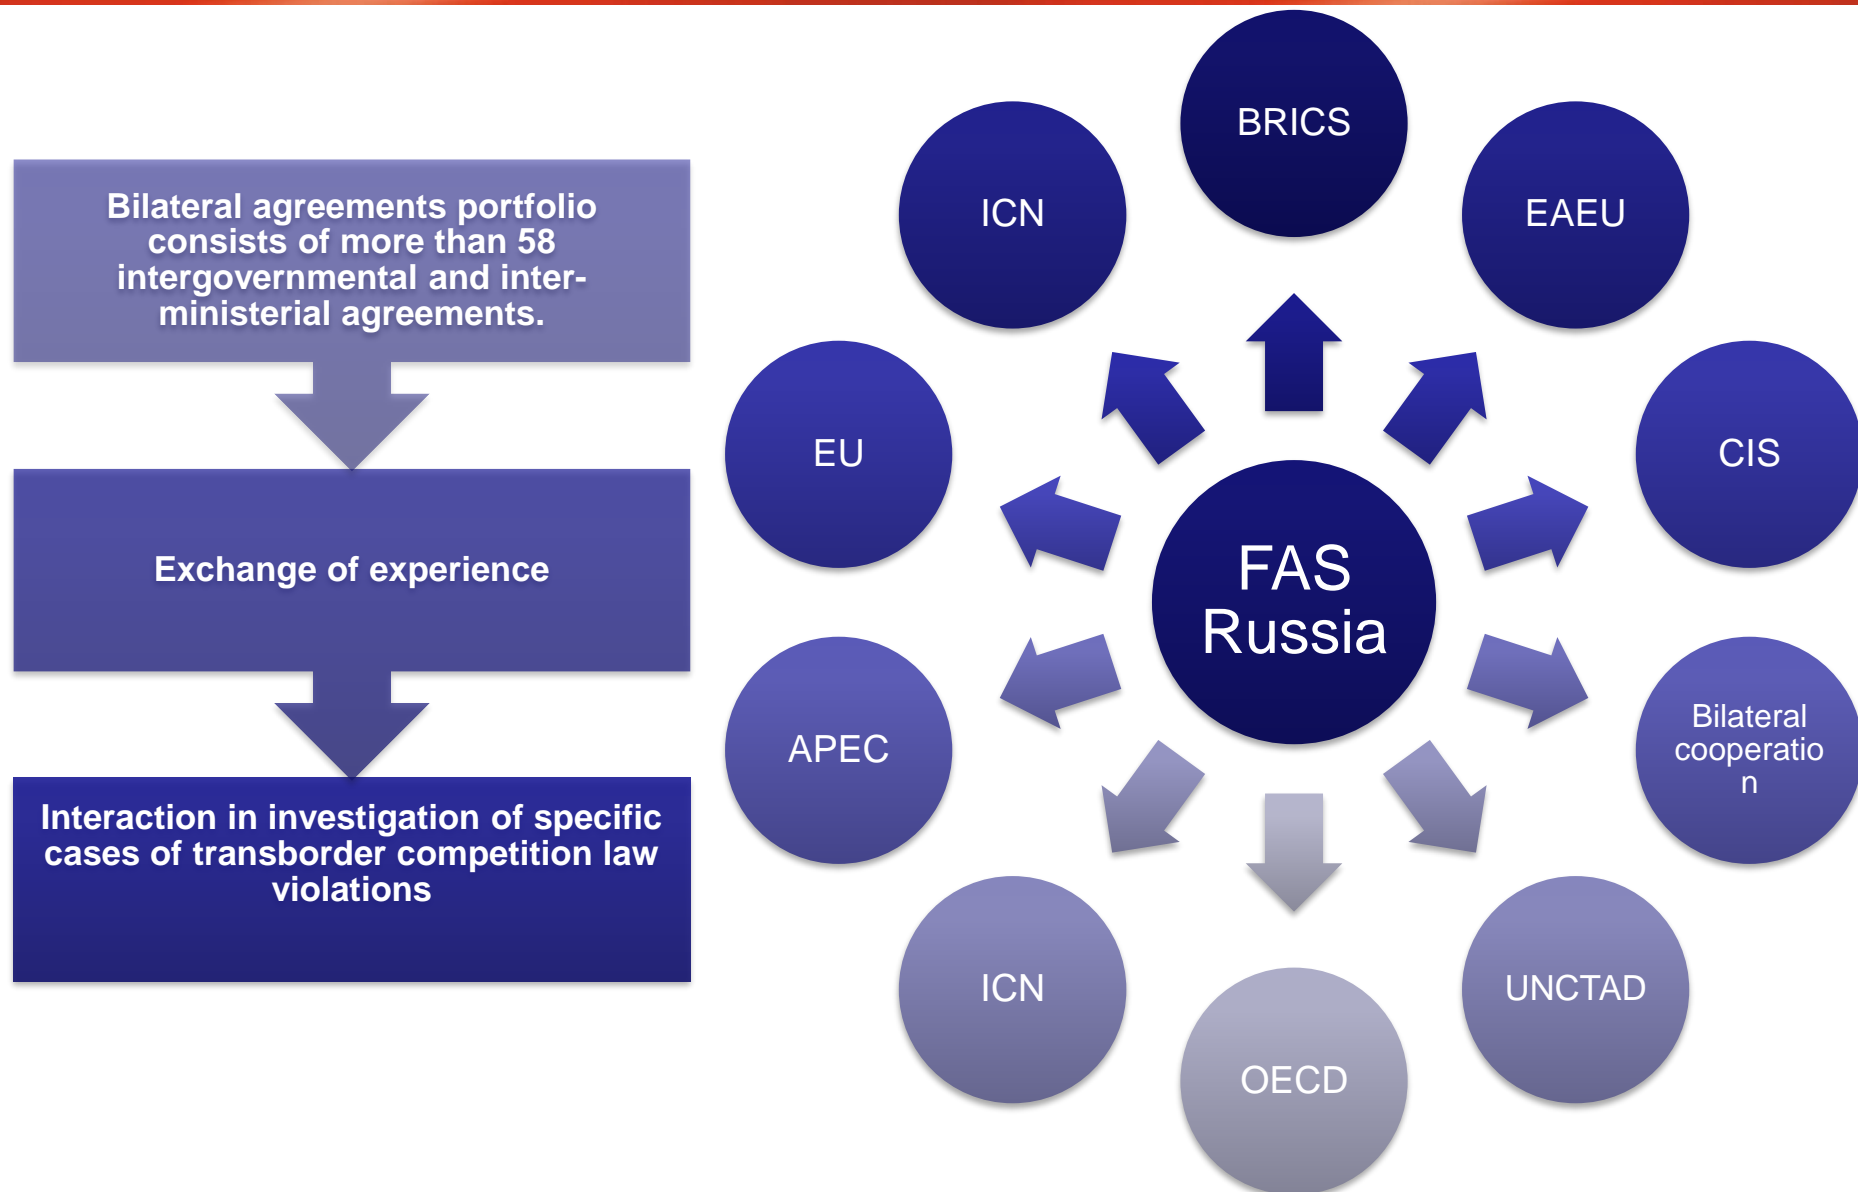 Bilateral agreements portfolio
consists of more than 58
intergovernmental and inter-
ministerial agreements.
Exchange of experience
Interaction in investigation of specific
cases of transborder competition law
violations
BRICS
EAEU
CIS
Bilateral
cooperatio
n
UNCTAD
OECD
ICN
APEC
EU
ICN
FAS
Russia